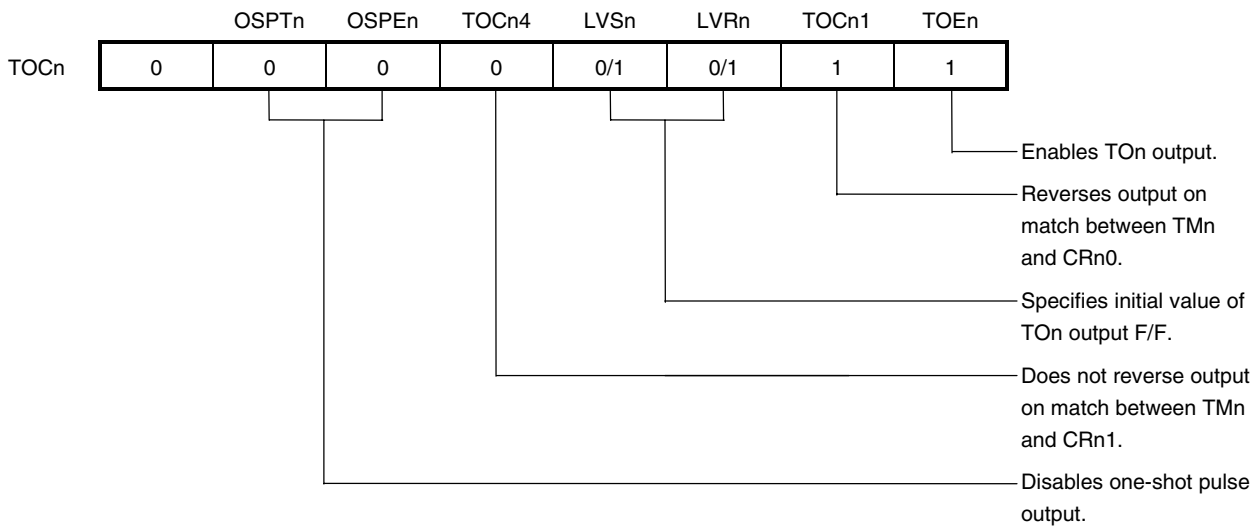 OSPTn OSPEn TOCn4 LVSn LVRn TOCn1 TOEn
TOCn 0 0 0 0 0/1 0/1 1 1
Enables TOn output.
Reverses output on
match between TMn
and CRn0.
Specifies initial value of
TOn output F/F.
Does not reverse output
on match between TMn
and CRn1.
Disables one-shot pulse
output.